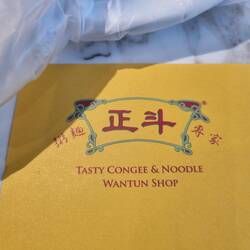 粥麵 正斗 專家
TASTY CONGEE & NOODLE
WANTUN SHOP